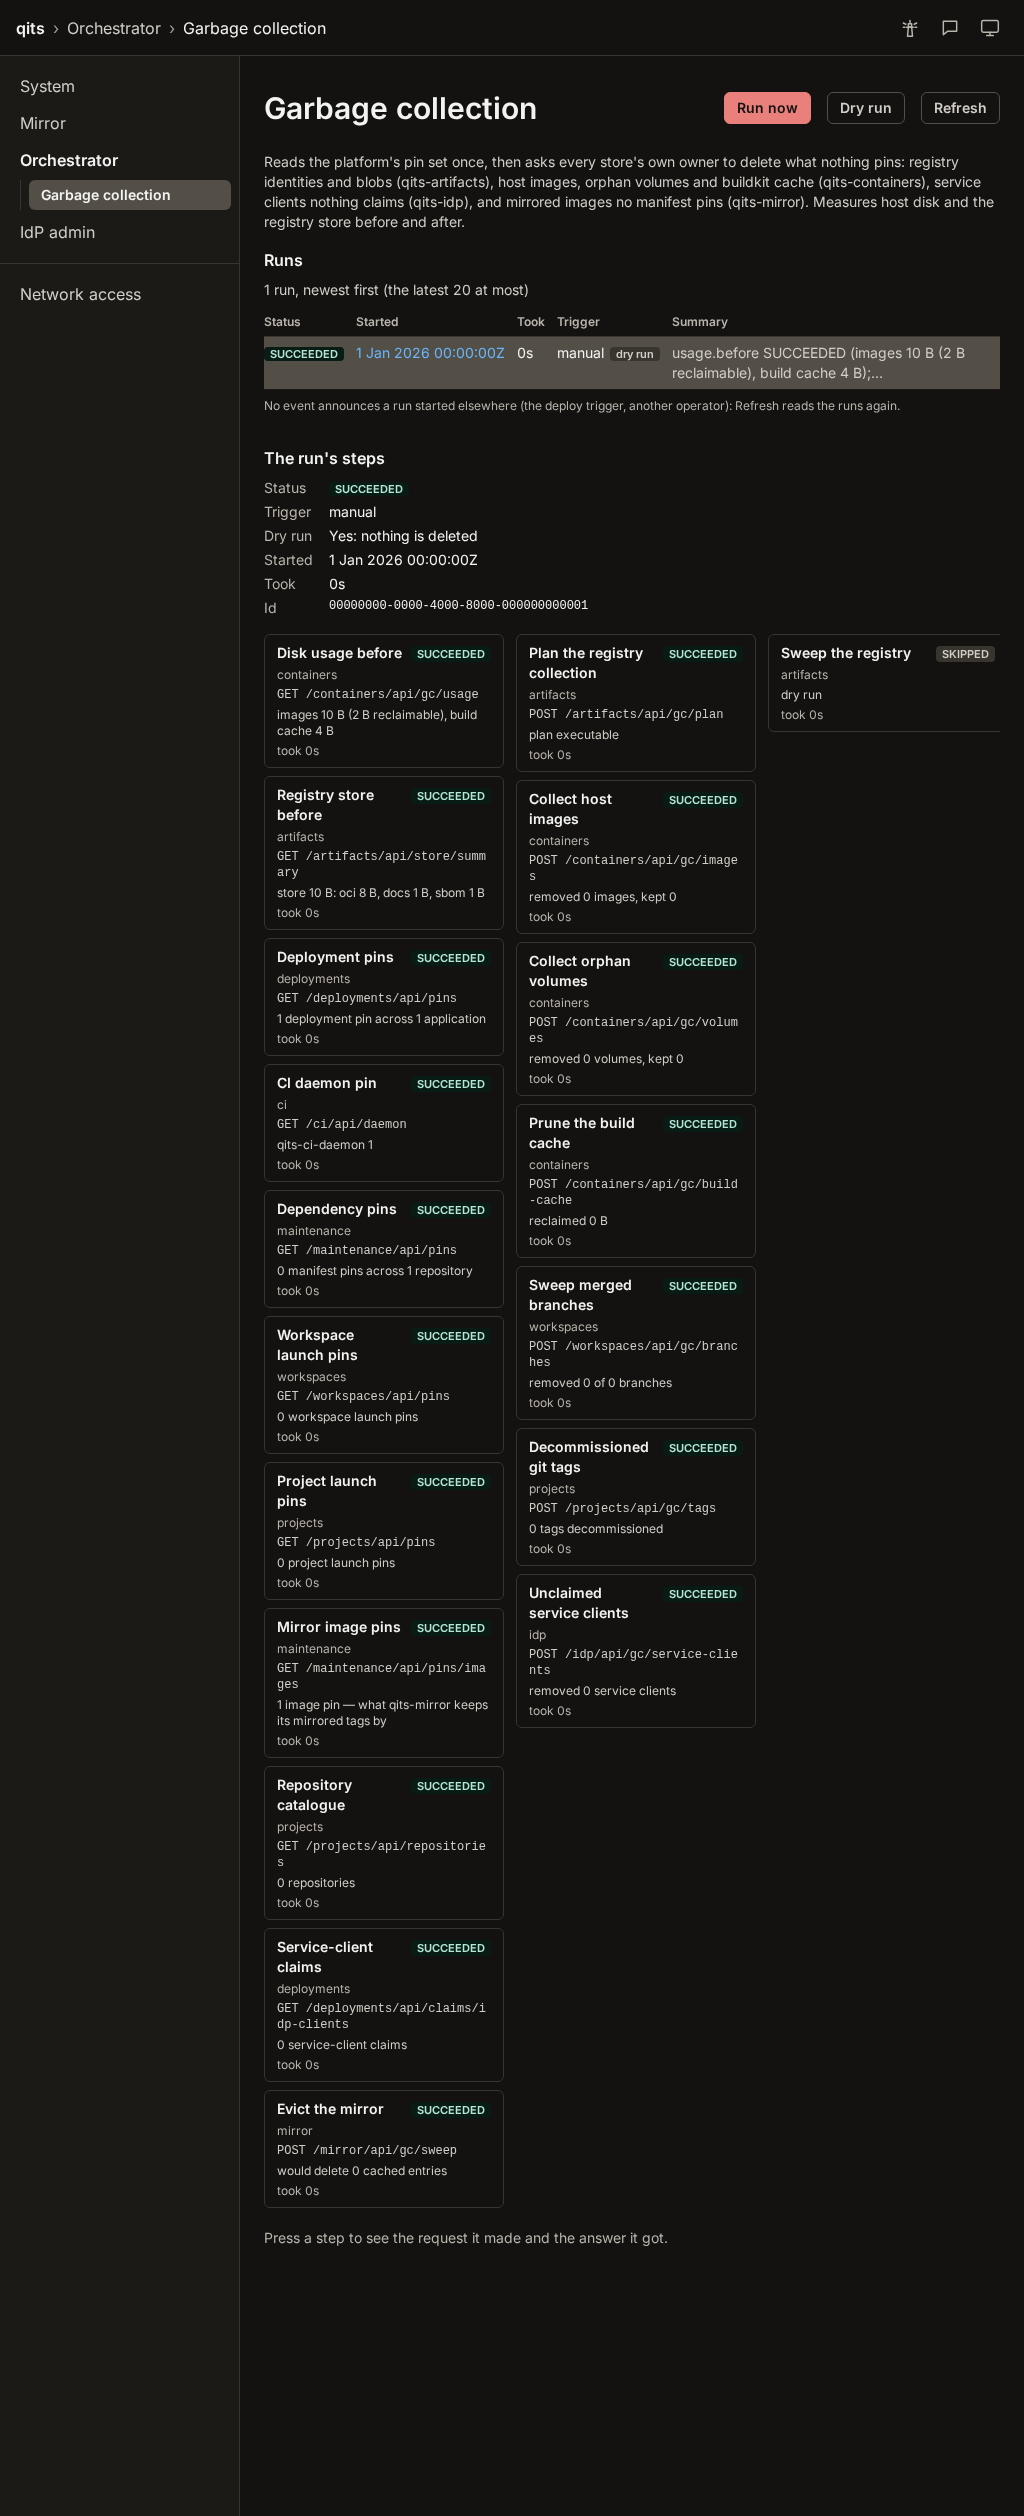 qits › Orchestrator › Garbage collection
System
Mirror
Orchestrator
Garbage collection
IdP admin
Network access
Garbage collection
Run now
Dry run
Refresh
Reads the platform's pin set once, then asks every store's own owner to delete what nothing pins: registry
identities and blobs (qits-artifacts), host images, orphan volumes and buildkit cache (qits-containers), service
clients nothing claims (qits-idp), and mirrored images no manifest pins (qits-mirror). Measures host disk and the
registry store before and after.
Runs
1 run, newest first (the latest 20 at most)
Status Started Took Trigger Summary
SUCCEEDED 1 Jan 2026 00:00:00Z 0s manual dry run usage.before SUCCEEDED (images 10 B (2 B
reclaimable), build cache 4 B);...
No event announces a run started elsewhere (the deploy trigger, another operator): Refresh reads the runs again.
The run's steps
Status SUCCEEDED
Trigger manual
Dry run Yes: nothing is deleted
Started 1 Jan 2026 00:00:00Z
Took 0s
Id 00000000-0000-4000-8000-000000000001
Disk usage before SUCCEEDED
containers
GET /containers/api/gc/usage
images 10 B (2 B reclaimable), build
cache 4 B
took 0s
Registry store SUCCEEDED
before
artifacts
GET /artifacts/api/store/summ
ary
store 10 B: oci 8 B, docs 1 B, sbom 1 B
took 0s
Deployment pins SUCCEEDED
deployments
GET /deployments/api/pins
1 deployment pin across 1 application
took 0s
CI daemon pin SUCCEEDED
ci
GET /ci/api/daemon
qits-ci-daemon 1
took 0s
Dependency pins SUCCEEDED
maintenance
GET /maintenance/api/pins
0 manifest pins across 1 repository
took 0s
Workspace SUCCEEDED
launch pins
workspaces
GET /workspaces/api/pins
0 workspace launch pins
took 0s
Project launch SUCCEEDED
pins
projects
GET /projects/api/pins
0 project launch pins
took 0s
Mirror image pins SUCCEEDED
maintenance
GET /maintenance/api/pins/ima
ges
1 image pin — what qits-mirror keeps
its mirrored tags by
took 0s
Repository SUCCEEDED
catalogue
projects
GET /projects/api/repositorie
s
0 repositories
took 0s
Service-client SUCCEEDED
claims
deployments
GET /deployments/api/claims/i
dp-clients
0 service-client claims
took 0s
Evict the mirror SUCCEEDED
mirror
POST /mirror/api/gc/sweep
would delete 0 cached entries
took 0s
Plan the registry SUCCEEDED
collection
artifacts
POST /artifacts/api/gc/plan
plan executable
took 0s
Collect host SUCCEEDED
images
containers
POST /containers/api/gc/image
s
removed 0 images, kept 0
took 0s
Collect orphan SUCCEEDED
volumes
containers
POST /containers/api/gc/volum
es
removed 0 volumes, kept 0
took 0s
Prune the build SUCCEEDED
cache
containers
POST /containers/api/gc/build
-cache
reclaimed 0 B
took 0s
Sweep merged SUCCEEDED
branches
workspaces
POST /workspaces/api/gc/branc
hes
removed 0 of 0 branches
took 0s
Decommissioned SUCCEEDED
git tags
projects
POST /projects/api/gc/tags
0 tags decommissioned
took 0s
Unclaimed SUCCEEDED
service clients
idp
POST /idp/api/gc/service-clie
nts
removed 0 service clients
took 0s
Sweep the registry SKIPPED
artifacts
dry run
took 0s
Press a step to see the request it made and the answer it got.